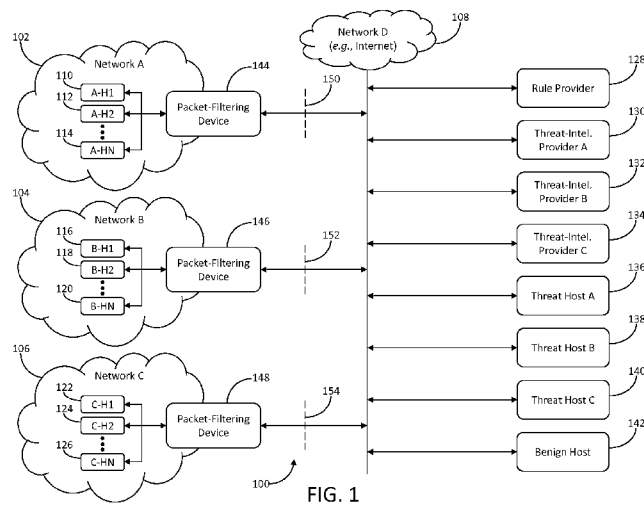 Network D
(e.g., Internet)
108
102
Network A
110
A-H1
112
A-H2
114
A-HN
144
Packet-Filtering
Device
150
104
Network B
116
B-H1
118
B-H2
120
B-HN
146
Packet-Filtering
Device
152
106
Network C
122
C-H1
124
C-H2
126
C-HN
148
Packet-Filtering
Device
154
100
Rule Provider
128
Threat-Intel.
Provider A
130
Threat-Intel.
Provider B
132
Threat-Intel.
Provider C
134
Threat Host A
136
Threat Host B
138
Threat Host C
140
Benign Host
142
FIG. 1